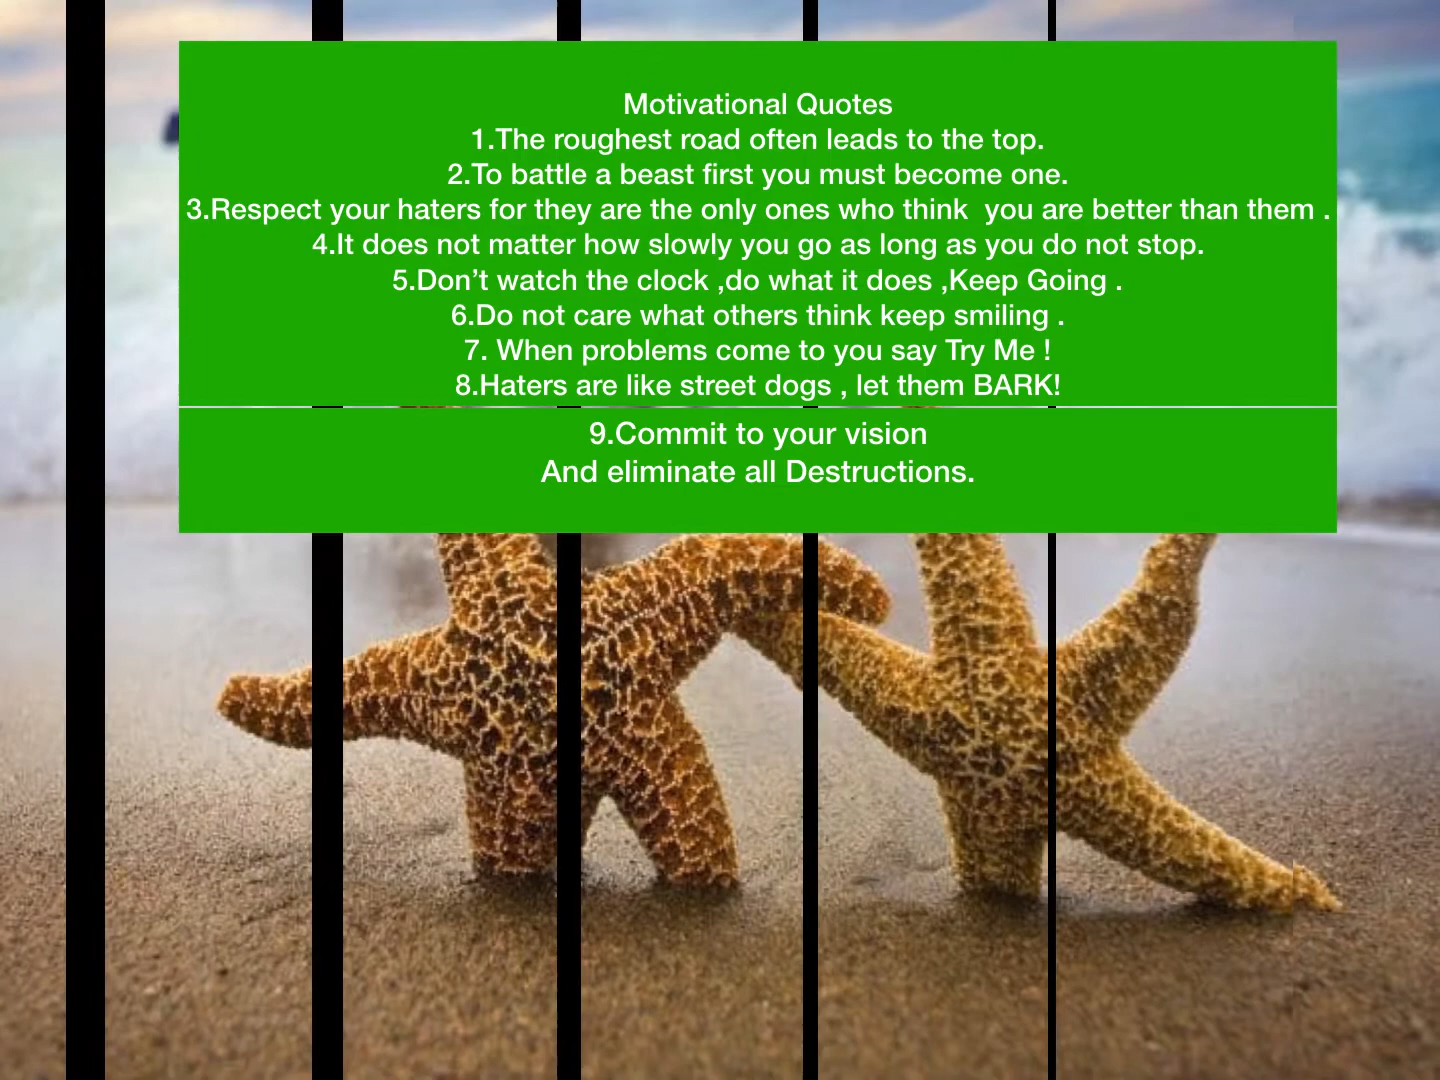 Motivational Quotes
1.The roughest road often leads to the top.
2.To battle a beast first you must become one.
3.Respect your haters for they are the only ones who think  you are better than them .
4.It does not matter how slowly you go as long as you do not stop.
5.Don’t watch the clock ,do what it does ,Keep Going .
6.Do not care what others think keep smiling .
7. When problems come to you say Try Me !
8.Haters are like street dogs , let them BARK!
9.Commit to your vision
And eliminate all Destructions.